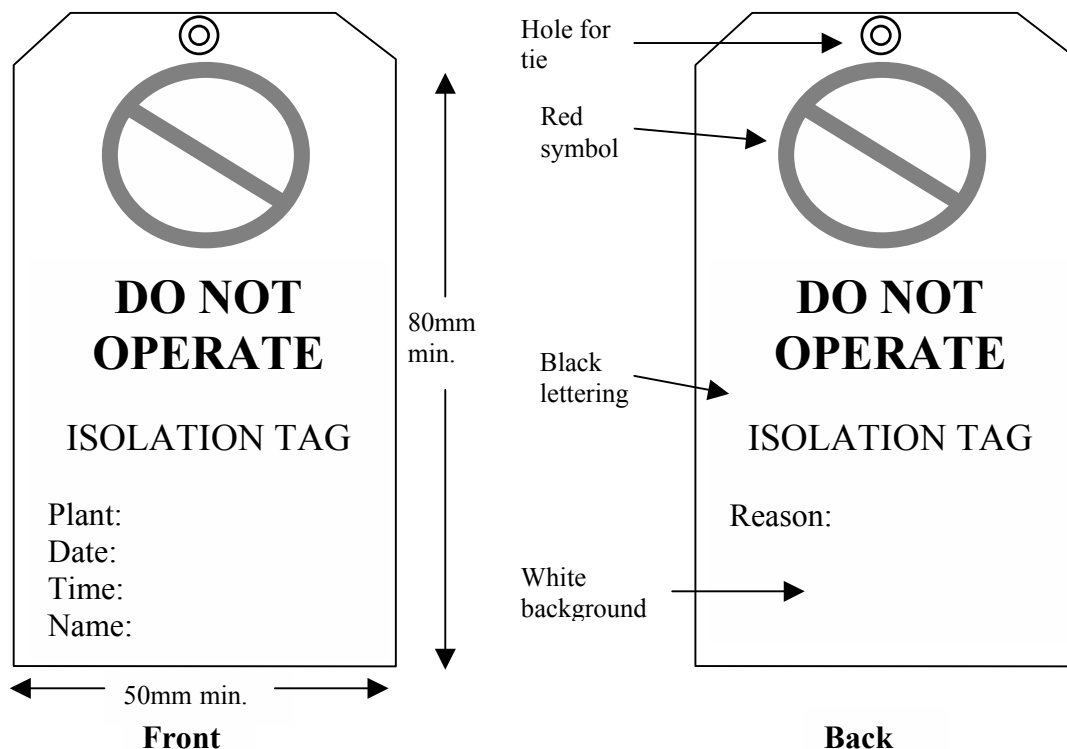 DO NOT
OPERATE
ISOLATION TAG
Plant:
Date:
Time:
Name:
80mm
min.
50mm min.
Front
Hole for
tie
Red
symbol
Black
lettering
White
background
DO NOT
OPERATE
ISOLATION TAG
Reason:
Back